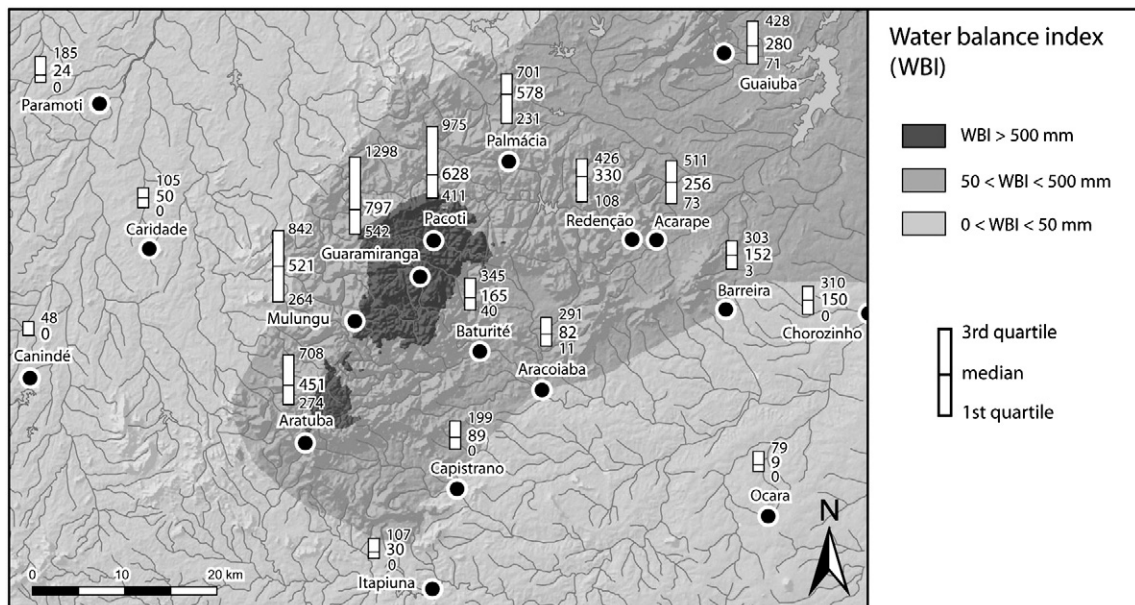 185
24
0
Paramoti
428
280
71
Guaiuba
701
578
231
Palmácia
975
628
411
Pacoti
1298
797
542
Guaramiranga
426
330
108
Redenção
511
256
73
Acarape
105
50
0
Caridade
842
521
264
Mulungu
303
152
3
Barreira
310
150
0
Chorozinho
345
165
40
Baturité
291
82
11
Aracoiaba
48
0
Canindé
708
451
274
Aratuba
199
89
0
Capistrano
79
9
0
Ocara
107
30
0
Itapiuna
0 10 20 km
N
Water balance index
(WBI)
WBI > 500 mm
50 < WBI < 500 mm
0 < WBI < 50 mm
3rd quartile
median
1st quartile